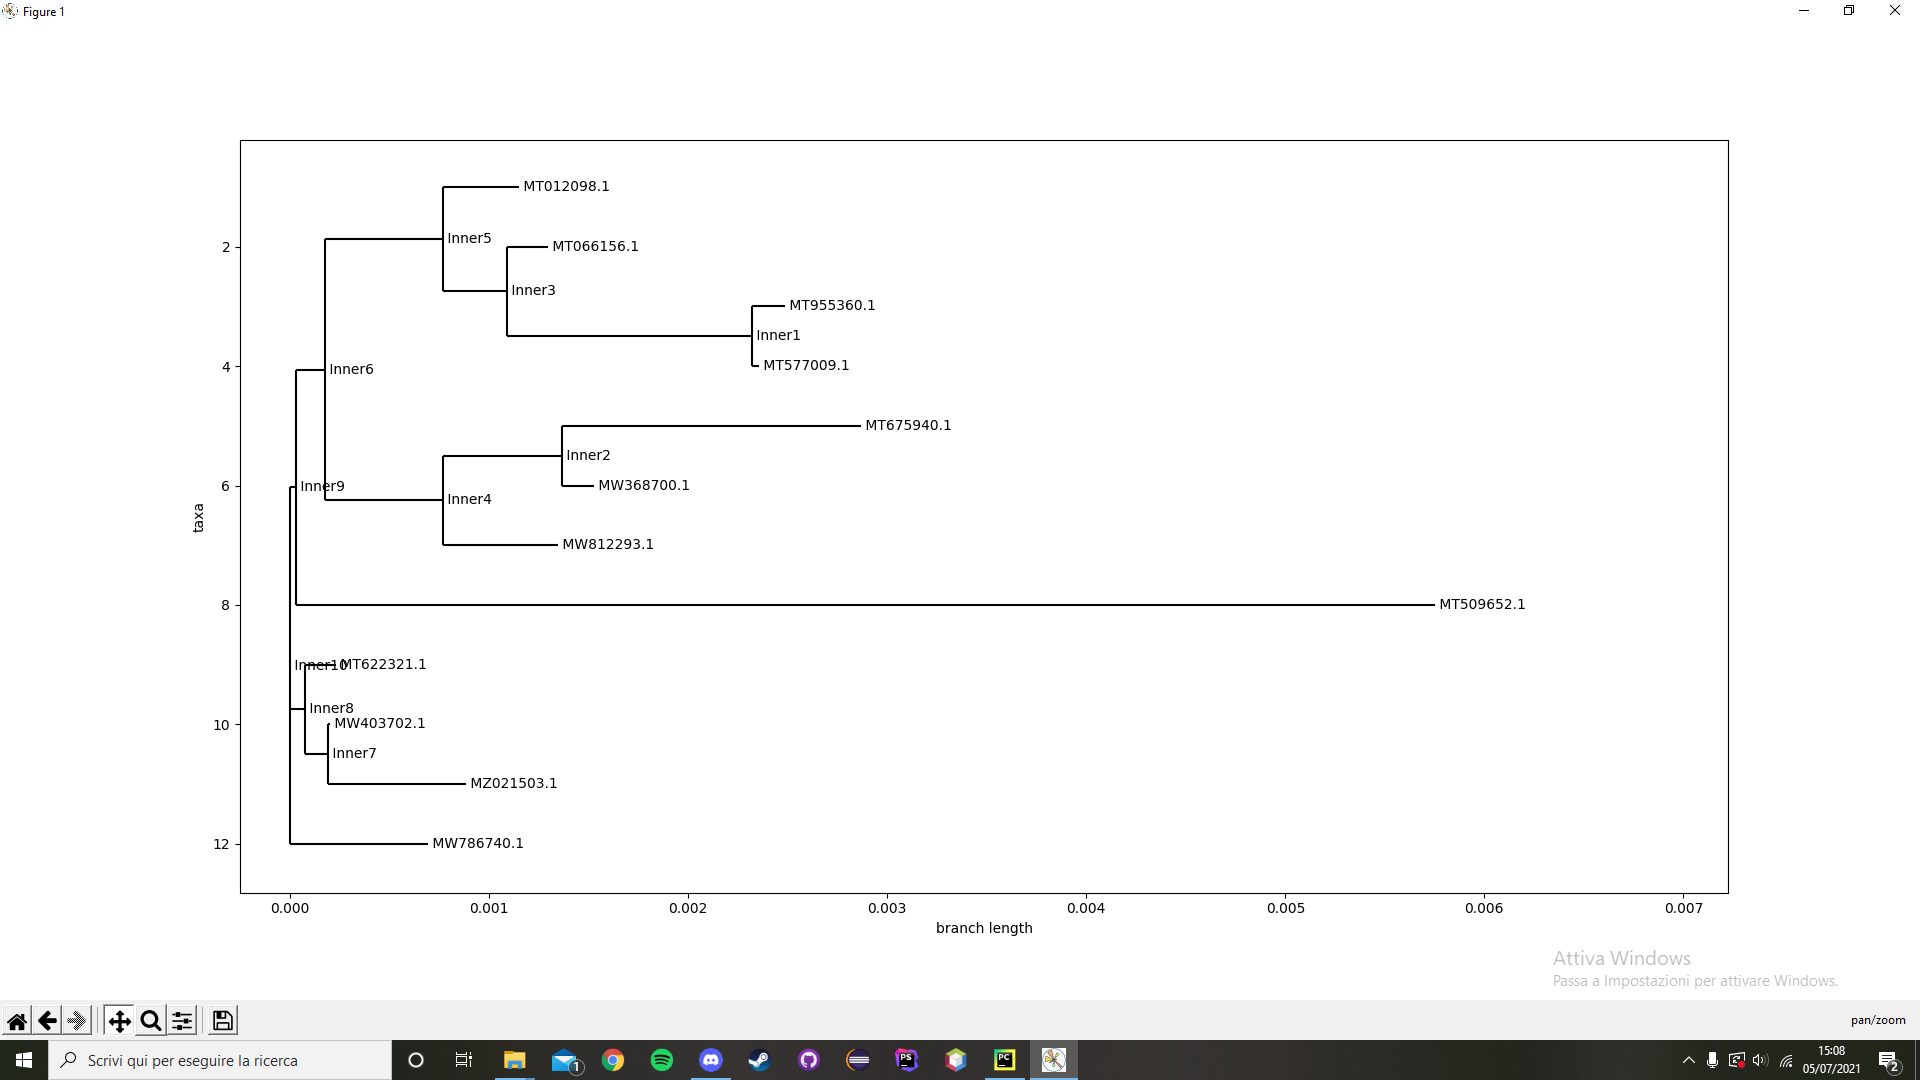 Figure 1
MT012098.1
Inner5
2
MT066156.1
Inner3
MT955360.1
Inner1
4
MT577009.1
Inner6
MT675940.1
Inner2
6
Inner9
MW368700.1
Inner4
taxa
MW812293.1
8
MT509652.1
Inner10
MT622321.1
Inner8
10
MW403702.1
Inner7
MZ021503.1
12
MW786740.1
0.000 0.001 0.002 0.003 0.004 0.005 0.006 0.007
branch length
Attiva Windows
Passa a Impostazioni per attivare Windows.
pan/zoom
Scrivi qui per eseguire la ricerca
1
PS
PC
15:08
05/07/2021
2